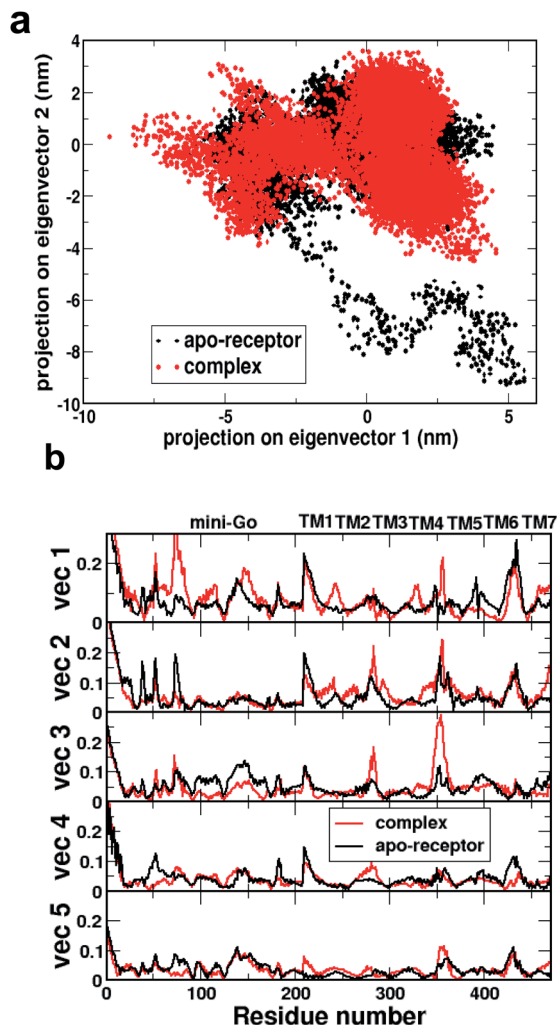 a
4
2
0
-2
-4
-6
-8
-10
projection on eigenvector 2 (nm)
apo-receptor
complex
-10
-5
0
5
projection on eigenvector 1 (nm)
b
mini-Go
TM1
TM2
TM3
TM4
TM5
TM6
TM7
vec 1
0.2
0
vec 2
0.2
0.1
0
vec 3
0.2
0.1
0
vec 4
0.2
0.1
0
complex
apo-receptor
vec 5
0.2
0.1
0
0
100
200
300
400
Residue number